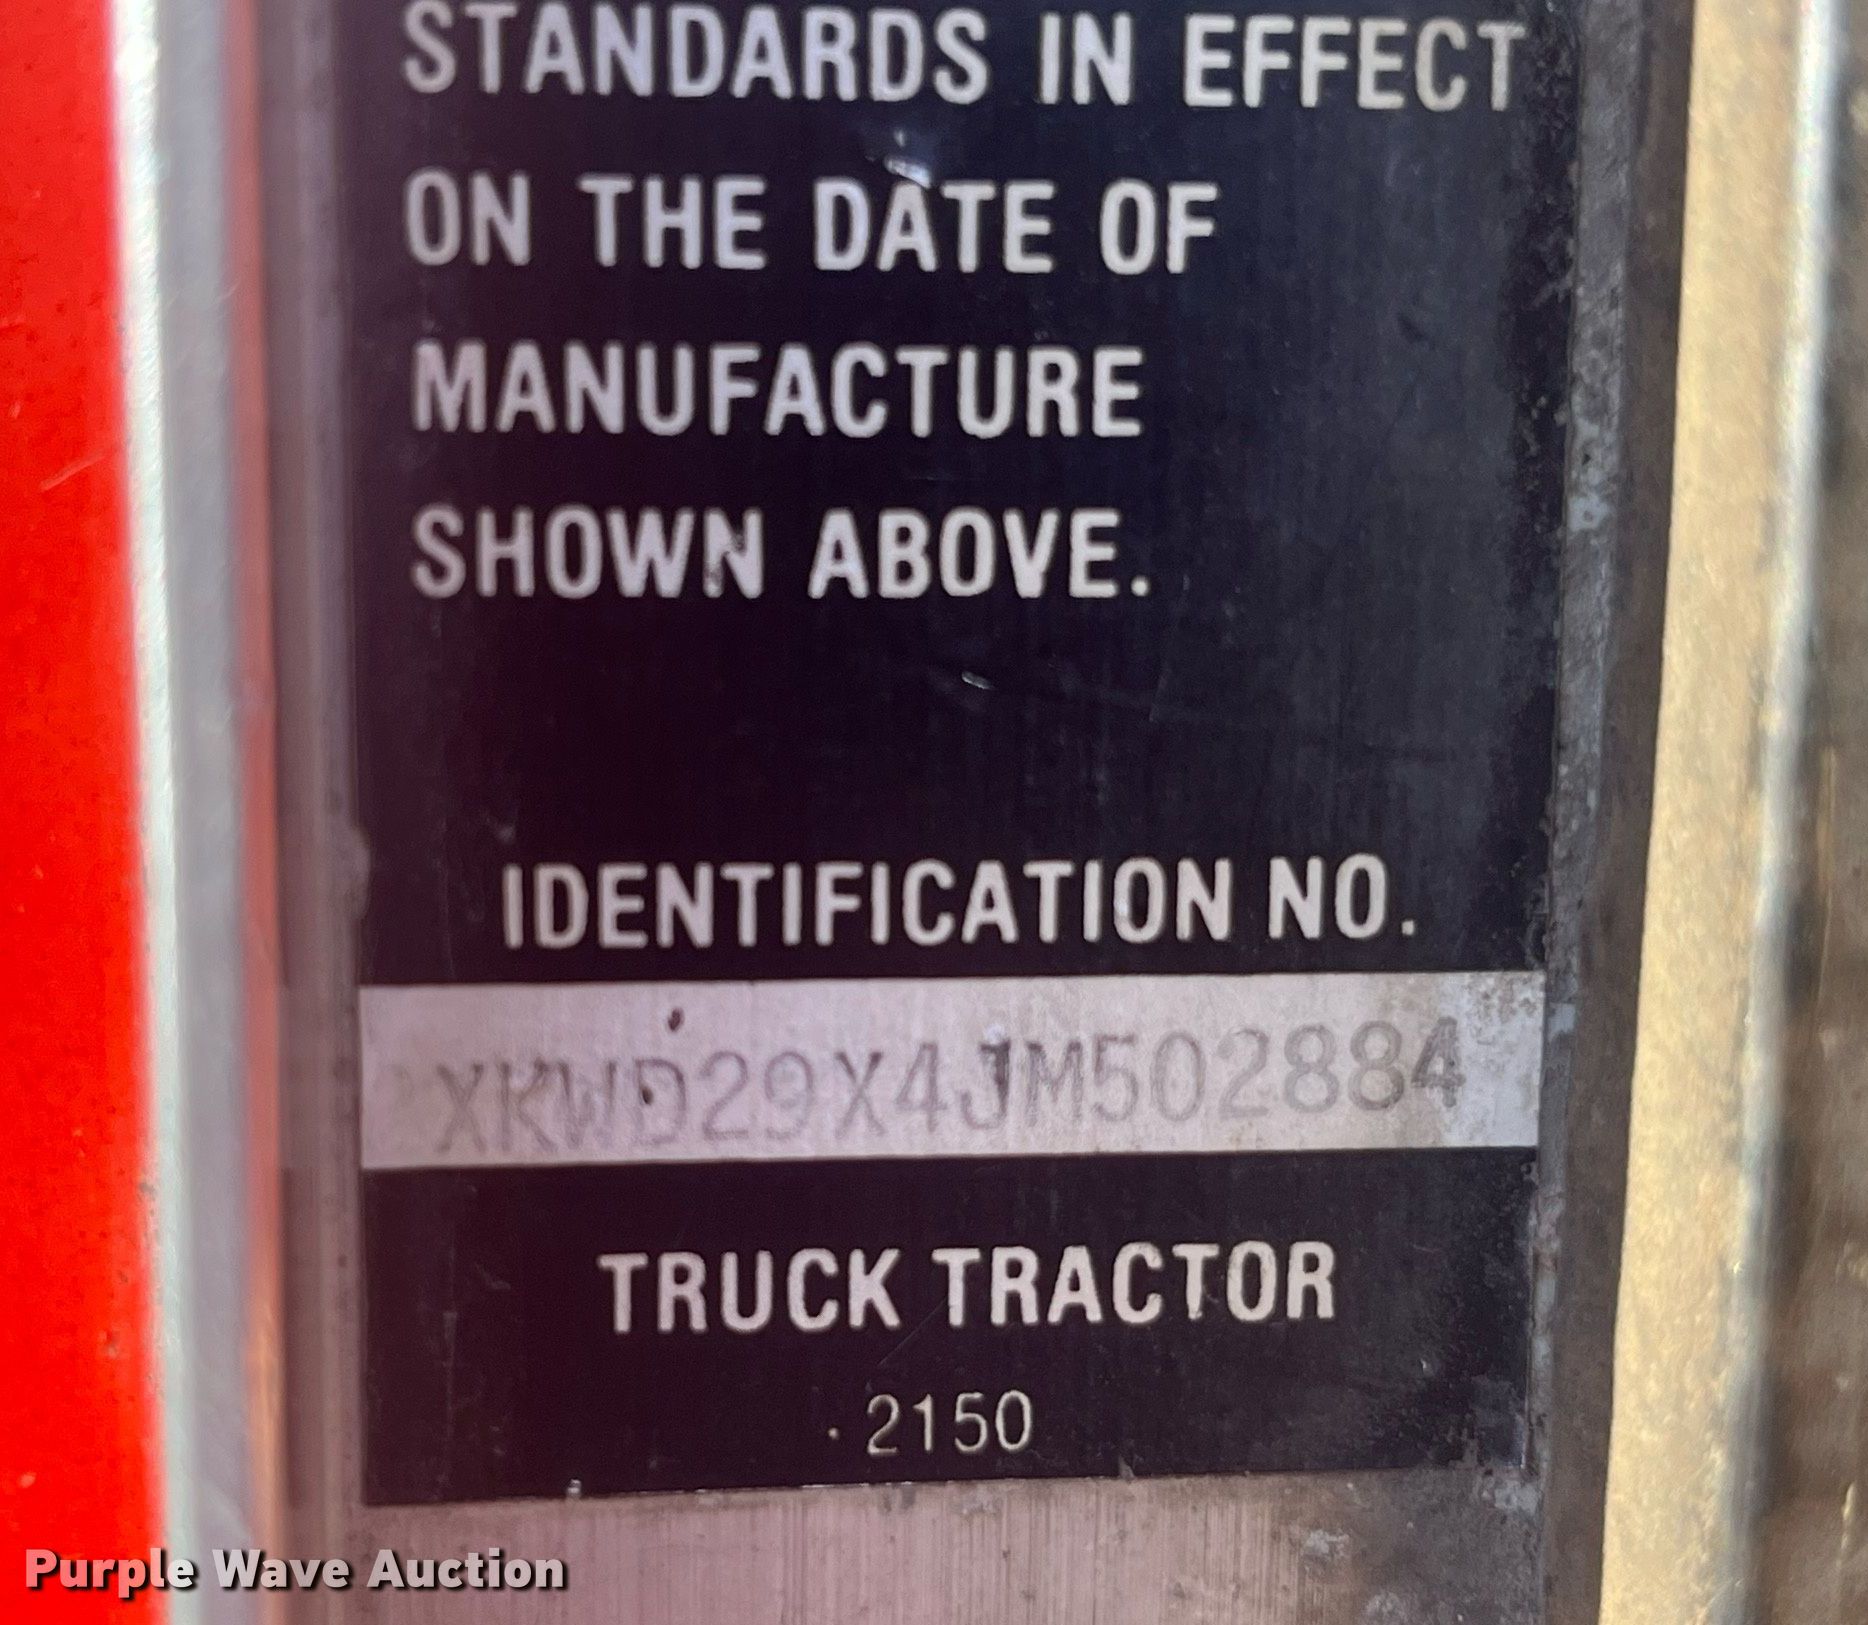 STANDARDS IN EFFECT
ON THE DATE OF
MANUFACTURE
SHOWN ABOVE.
IDENTIFICATION NO.
XKWD29X4JM502884
TRUCK TRACTOR
· 2150
Purple Wave Auction